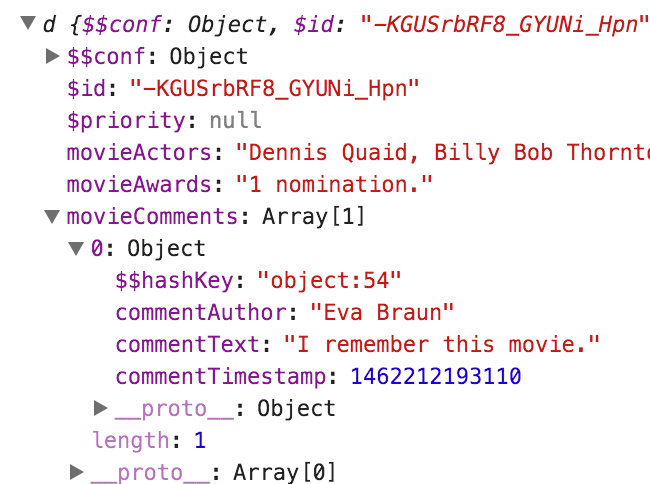 d {$$conf: Object, $id: "-KGUSrbRF8_GYUNi_Hpn"
$$conf: Object
$id: "-KGUSrbRF8_GYUNi_Hpn"
$priority: null
movieActors: "Dennis Quaid, Billy Bob Thornto
movieAwards: "1 nomination."
movieComments: Array[1]
0: Object
$$hashKey: "object:54"
commentAuthor: "Eva Braun"
commentText: "I remember this movie."
commentTimestamp: 1462212193110
__proto__: Object
length: 1
__proto__: Array[0]